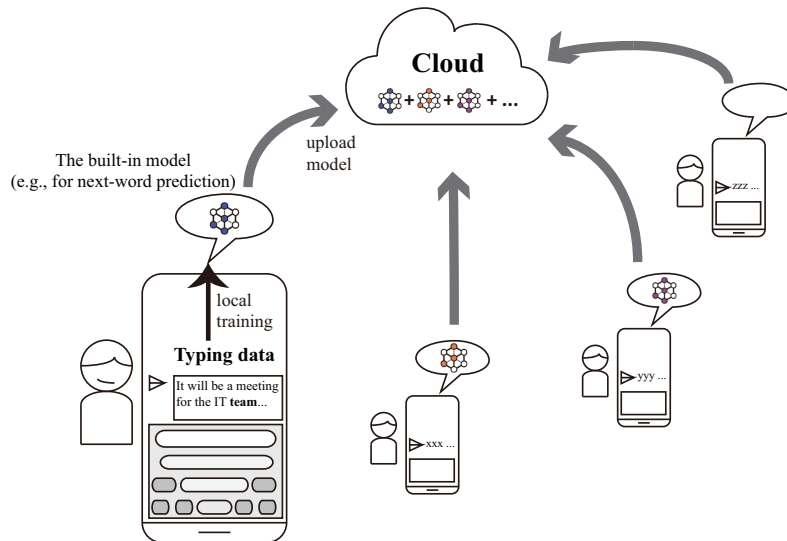 Cloud
+ + + ...
upload
model
The built-in model
(e.g., for next-word prediction)
local
training
Typing data
It will be a meeting
for the IT team...
xxx ...
yyy ...
zzz ...